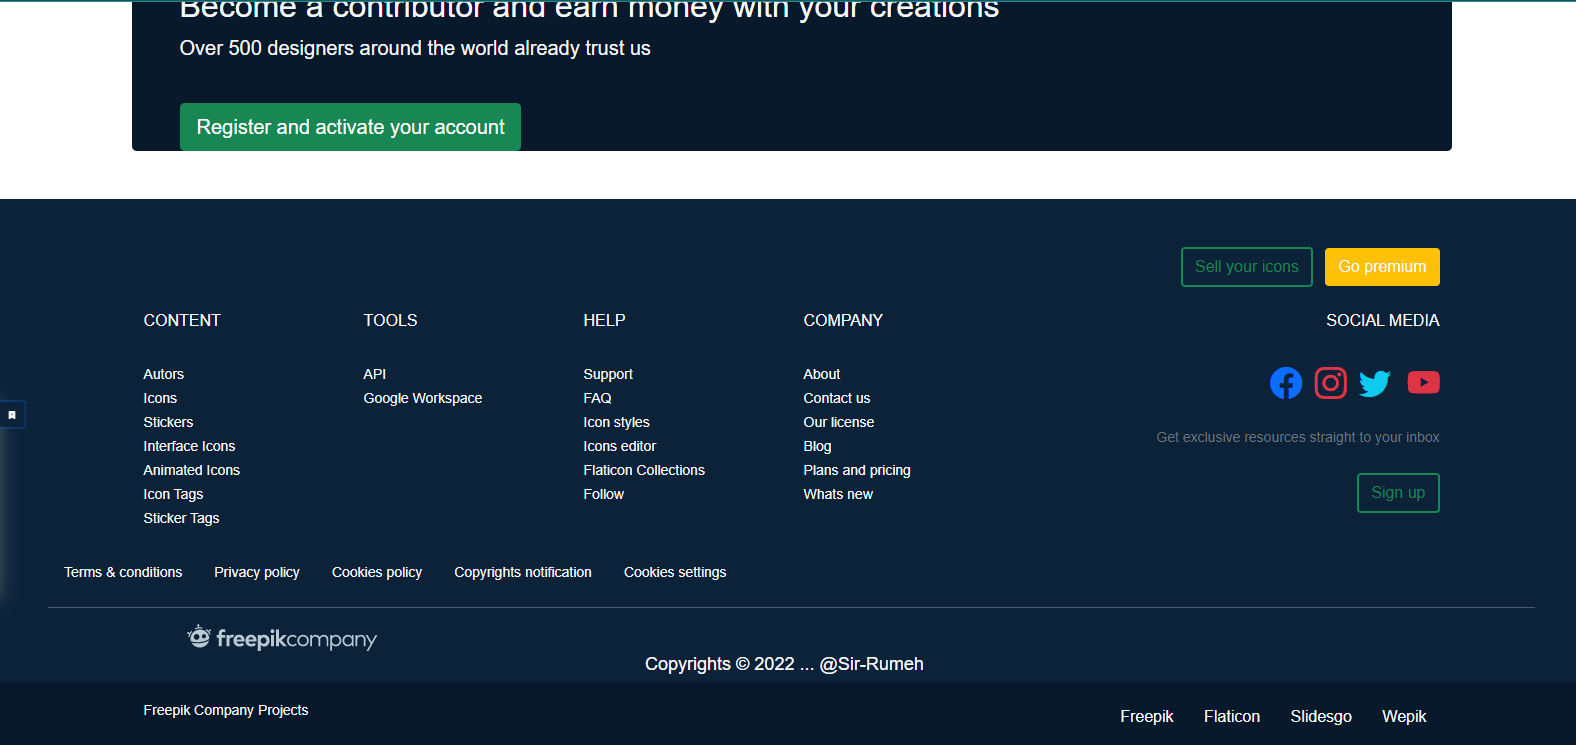 Become a contributor and earn money with your creations
Over 500 designers around the world already trust us
Register and activate your account
Sell your icons
Go premium
CONTENT
Autors
Icons
Stickers
Interface Icons
Animated Icons
Icon Tags
Sticker Tags
TOOLS
API
Google Workspace
HELP
Support
FAQ
Icon styles
Icons editor
Flaticon Collections
Follow
COMPANY
About
Contact us
Our license
Blog
Plans and pricing
Whats new
SOCIAL MEDIA
Get exclusive resources straight to your inbox
Sign up
Terms & conditions
Privacy policy
Cookies policy
Copyrights notification
Cookies settings
freepikcompany
Copyrights © 2022 ... @Sir-Rumeh
Freepik Company Projects
Freepik
Flaticon
Slidesgo
Wepik